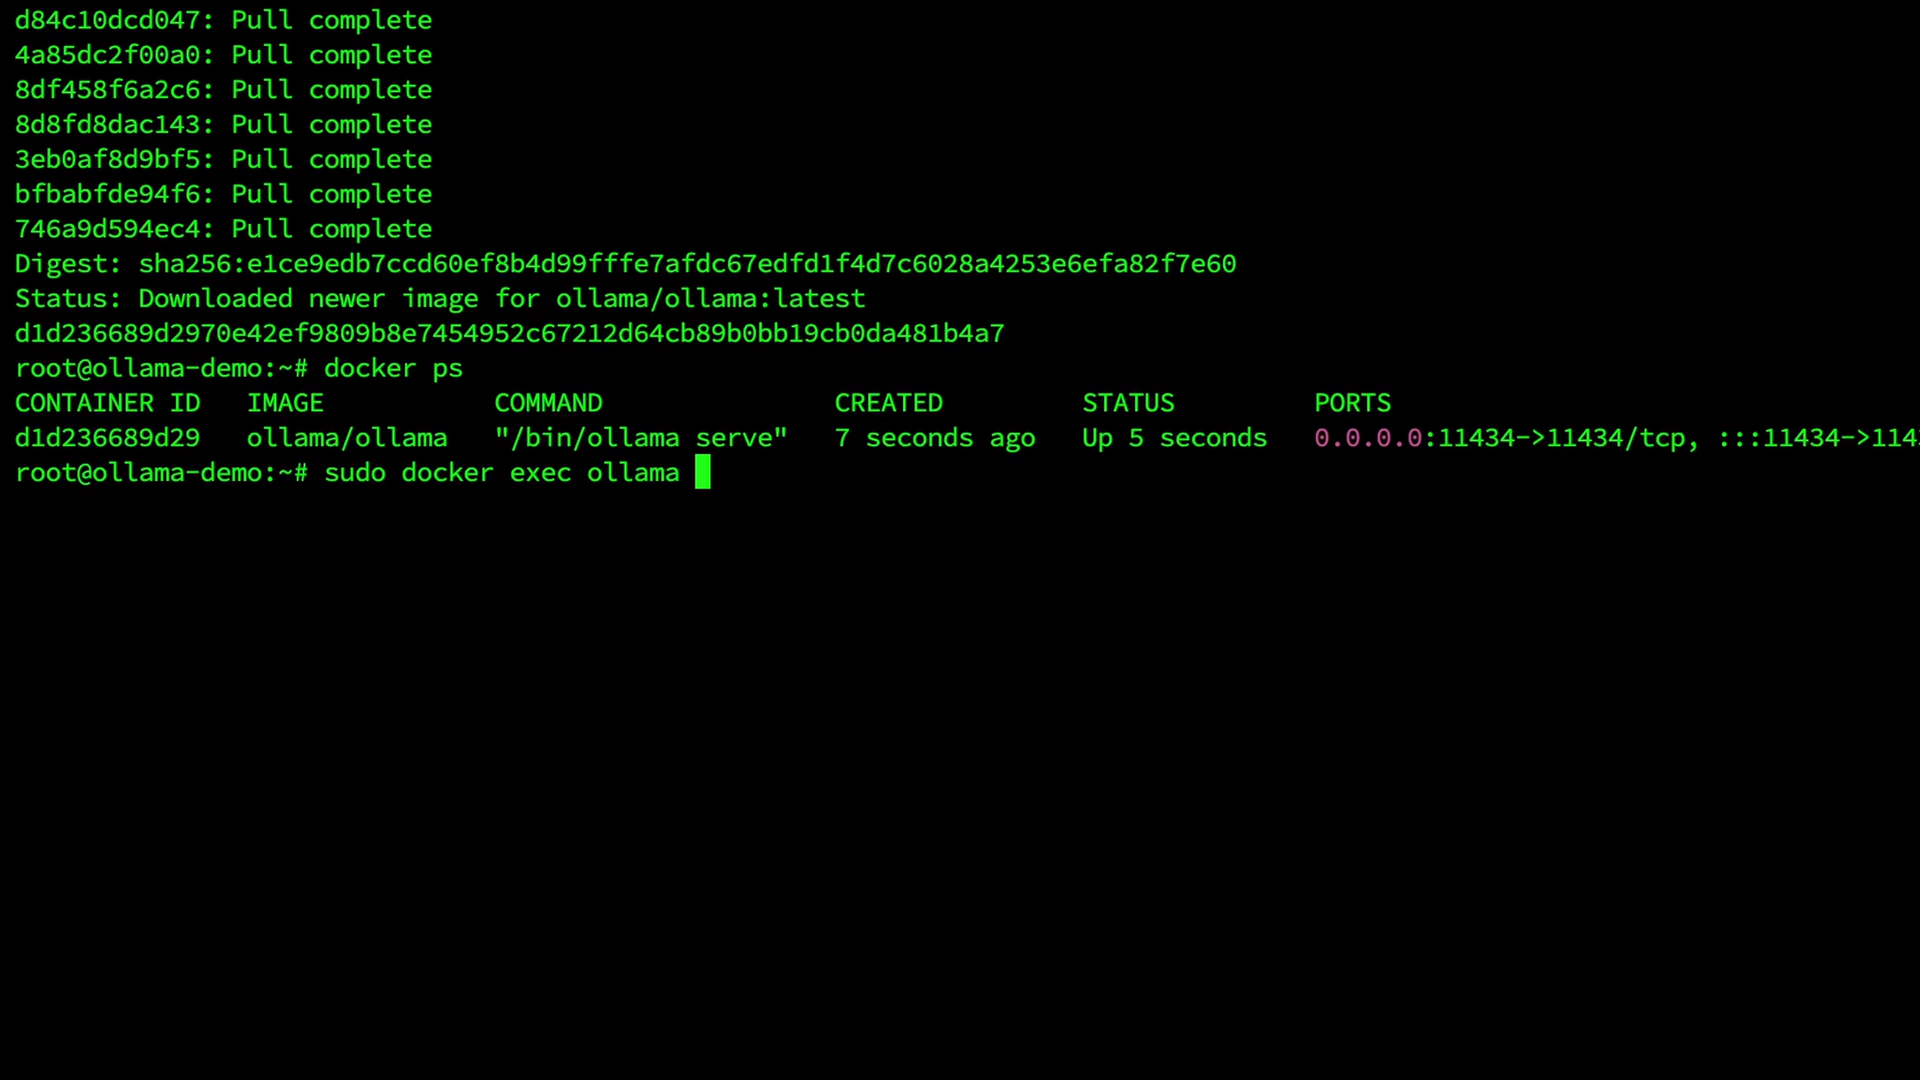 d84c10dcd047: Pull complete
4a85dc2f00a0: Pull complete
8df458f6a2c6: Pull complete
8d8fd8dac143: Pull complete
3eb0af8d9bf5: Pull complete
bfbabfde94f6: Pull complete
746a9d594ec4: Pull complete
Digest: sha256:e1ce9edb7ccd60ef8b4d99fffe7afdc67edfd1f4d7c6028a4253e6efa82f7e60
Status: Downloaded newer image for ollama/ollama:latest
d1d236689d2970e42ef9809b8e7454952c67212d64cb89b0bb19cb0da481b4a7
root@ollama-demo:~# docker ps
CONTAINER ID   IMAGE           COMMAND               CREATED         STATUS         PORTS
d1d236689d29   ollama/ollama   "/bin/ollama serve"   7 seconds ago   Up 5 seconds   0.0.0.0:11434->11434/tcp, :::11434->114
root@ollama-demo:~# sudo docker exec ollama